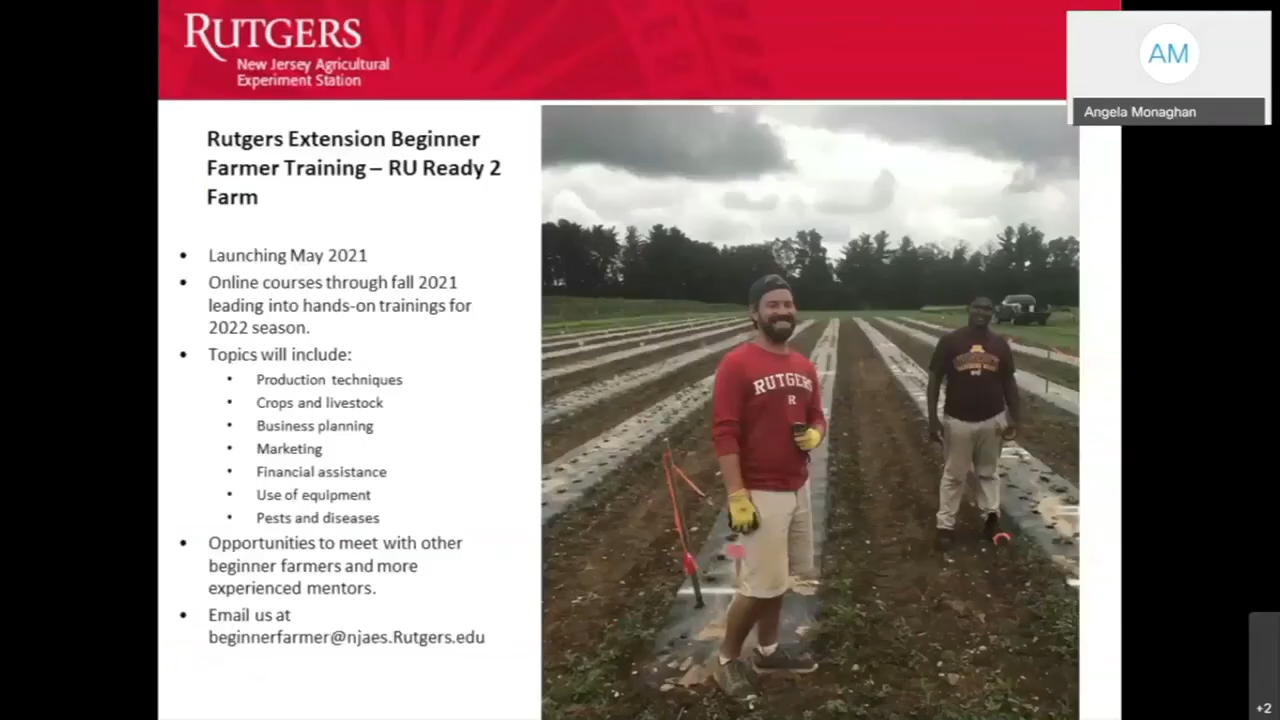 RUTGERS
New Jersey Agricultural
Experiment Station
AM
Angela Monaghan
Rutgers Extension Beginner
Farmer Training – RU Ready 2
Farm
• Launching May 2021
• Online courses through fall 2021
leading into hands-on trainings for
2022 season.
• Topics will include:
• Production techniques
• Crops and livestock
• Business planning
• Marketing
• Financial assistance
• Use of equipment
• Pests and diseases
• Opportunities to meet with other
beginner farmers and more
experienced mentors.
• Email us at
beginnerfarmer@njaes.Rutgers.edu
RUTGERS
R
+2